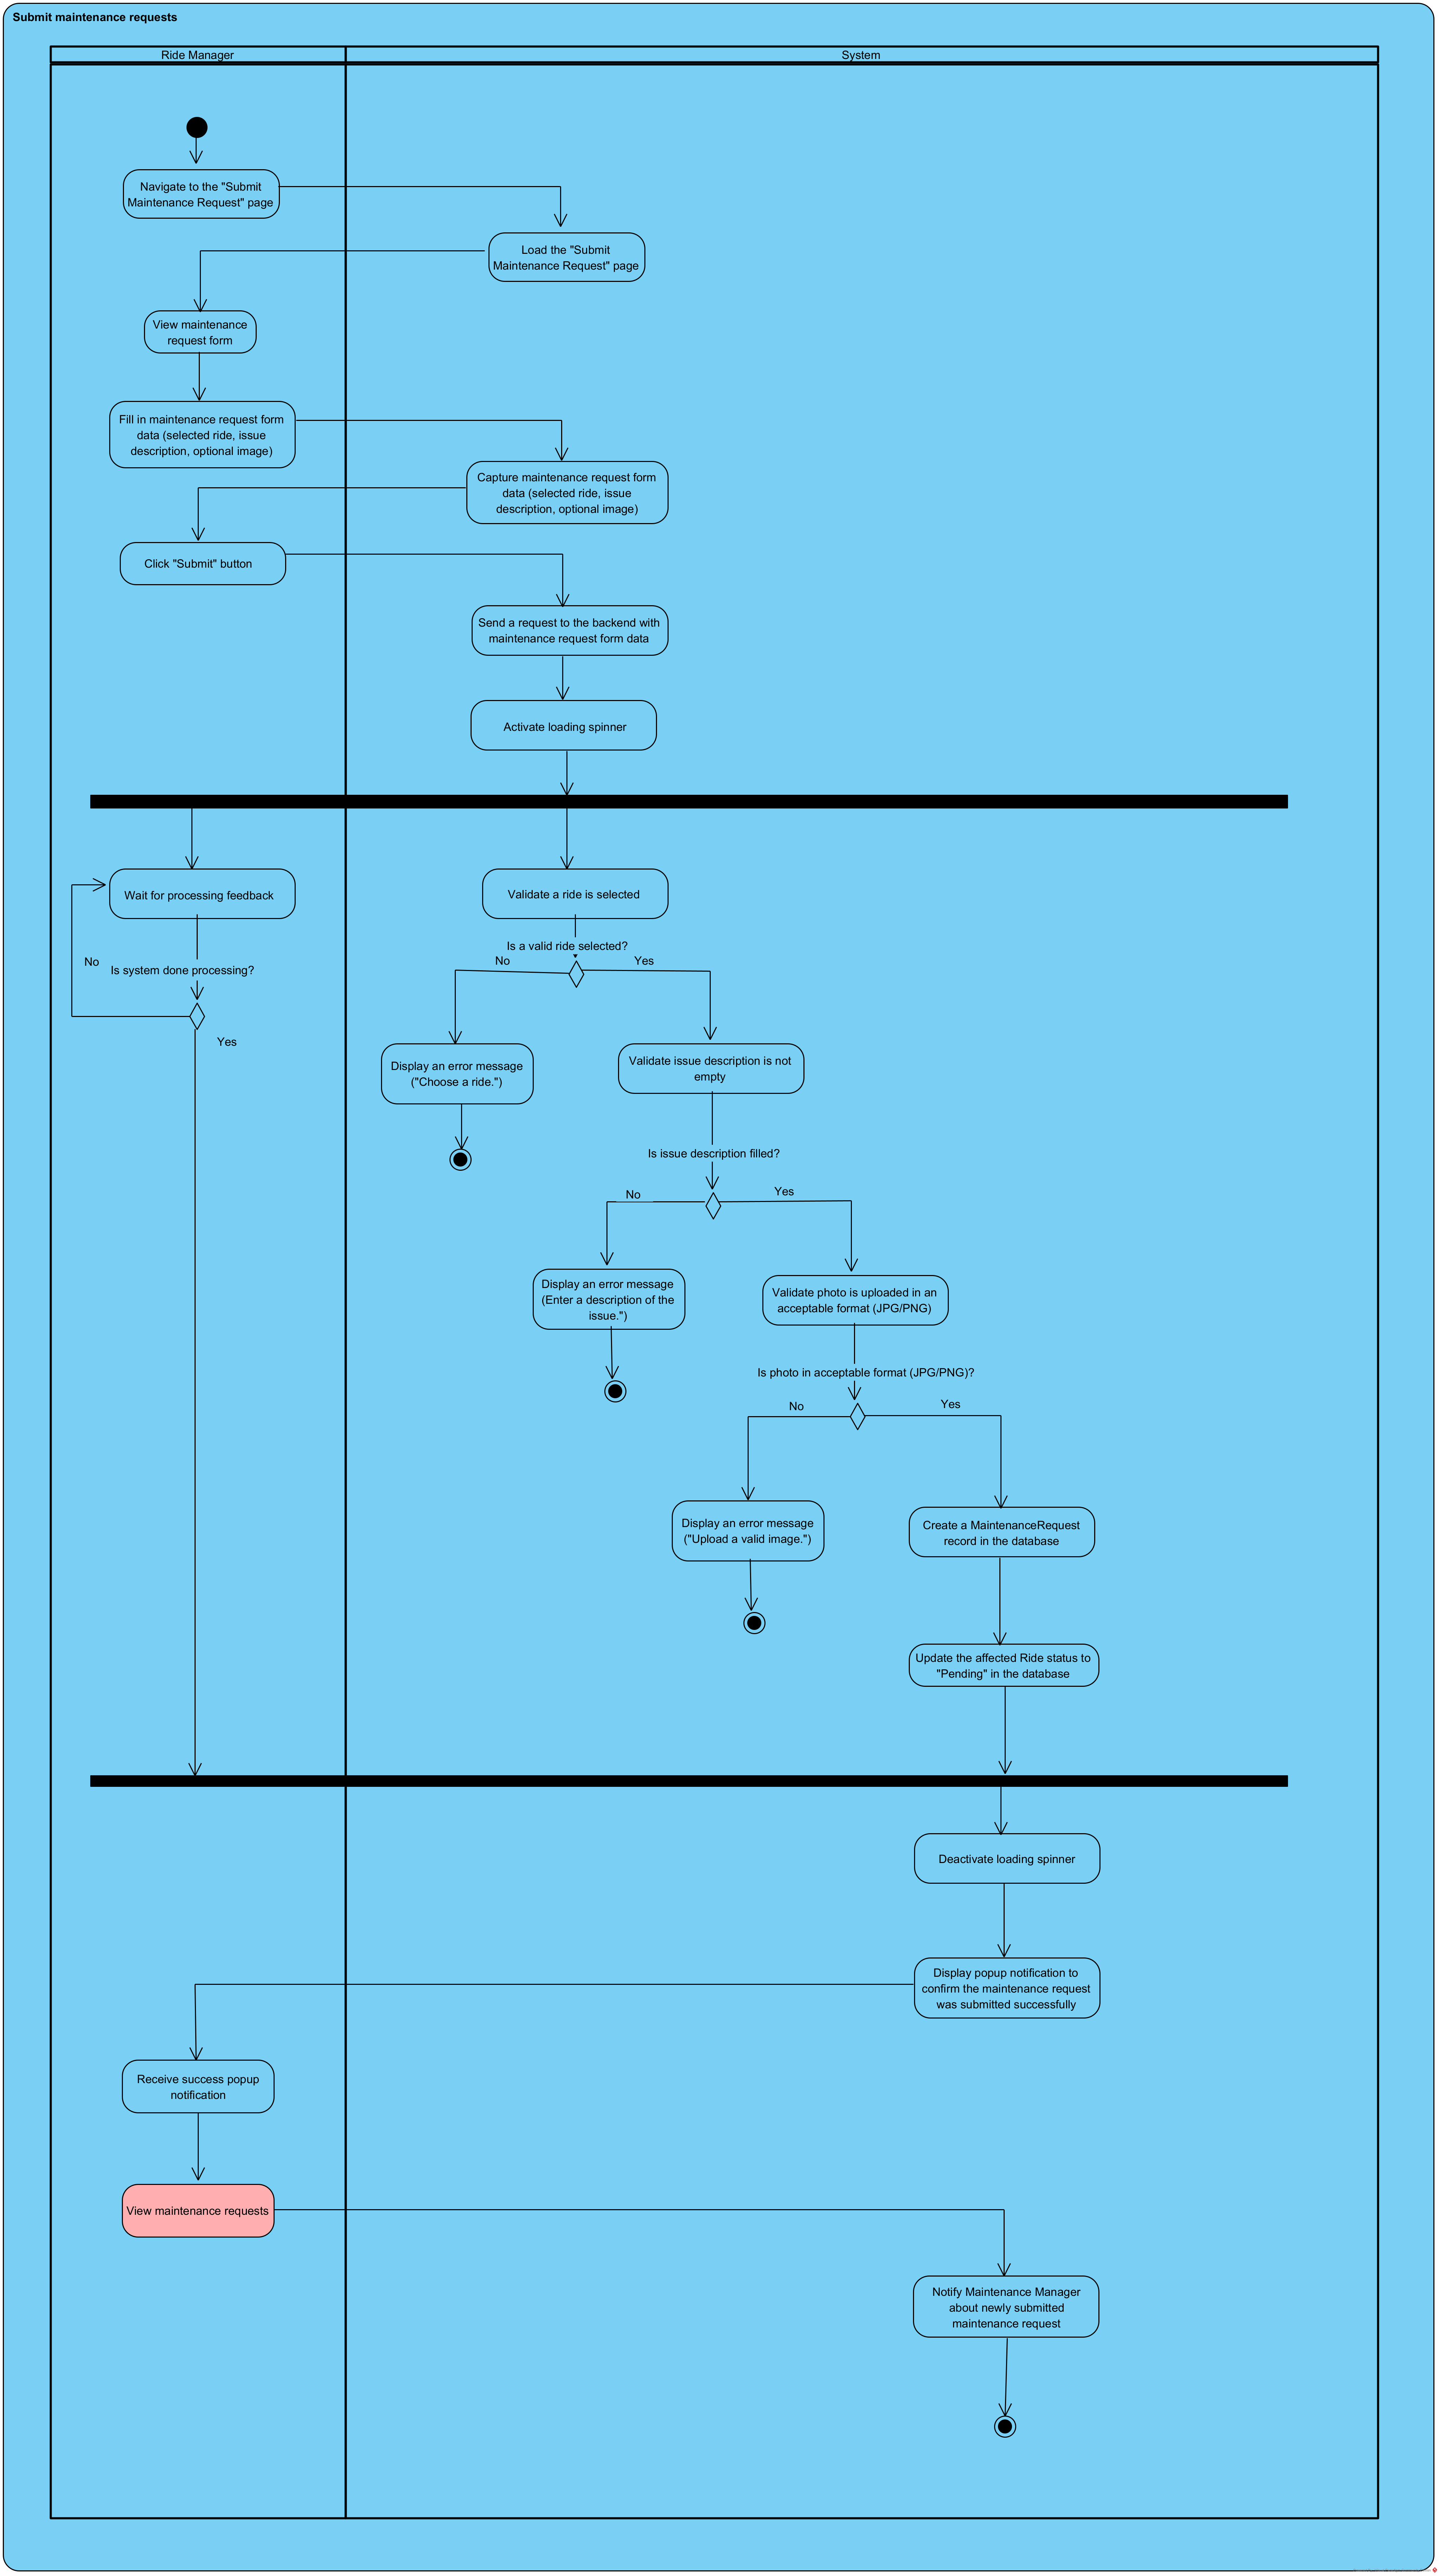 Submit maintenance requests
Ride Manager
System
Navigate to the "Submit
Maintenance Request" page
Load the "Submit
Maintenance Request" page
View maintenance
request form
Fill in maintenance request form
data (selected ride, issue
description, optional image)
Capture maintenance request form
data (selected ride, issue
description, optional image)
Click "Submit" button
Send a request to the backend with
maintenance request form data
Activate loading spinner
Wait for processing feedback
Validate a ride is selected
Is a valid ride selected?
No
Yes
No
Is system done processing?
Yes
Display an error message
("Choose a ride.")
Validate issue description is not
empty
Is issue description filled?
No
Yes
Display an error message
(Enter a description of the
issue.")
Validate photo is uploaded in an
acceptable format (JPG/PNG)
Is photo in acceptable format (JPG/PNG)?
No
Yes
Display an error message
("Upload a valid image.")
Create a MaintenanceRequest
record in the database
Update the affected Ride status to
"Pending" in the database
Deactivate loading spinner
Display popup notification to
confirm the maintenance request
was submitted successfully
Receive success popup
notification
View maintenance requests
Notify Maintenance Manager
about newly submitted
maintenance request